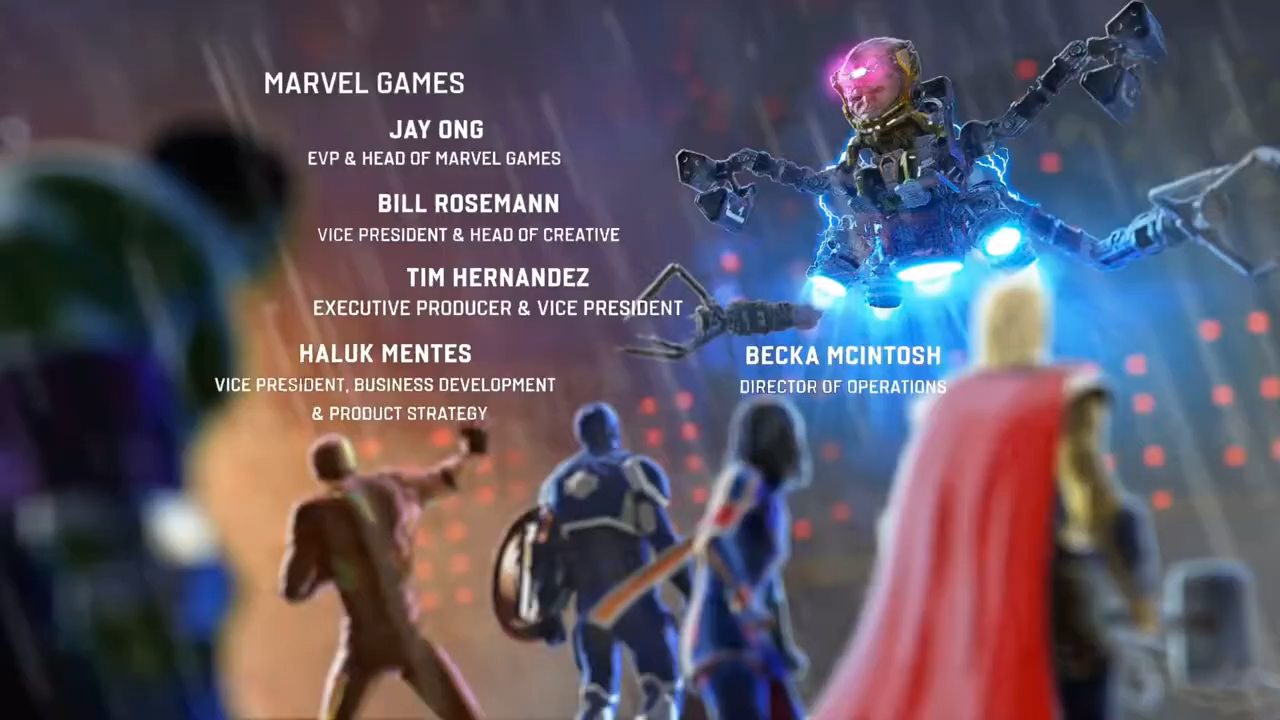 MARVEL GAMES
JAY ONG
EVP & HEAD OF MARVEL GAMES
BILL ROSEMANN
VICE PRESIDENT & HEAD OF CREATIVE
TIM HERNANDEZ
EXECUTIVE PRODUCER & VICE PRESIDENT
HALUK MENTES
VICE PRESIDENT, BUSINESS DEVELOPMENT
& PRODUCT STRATEGY
BECKA MCINTOSH
DIRECTOR OF OPERATIONS